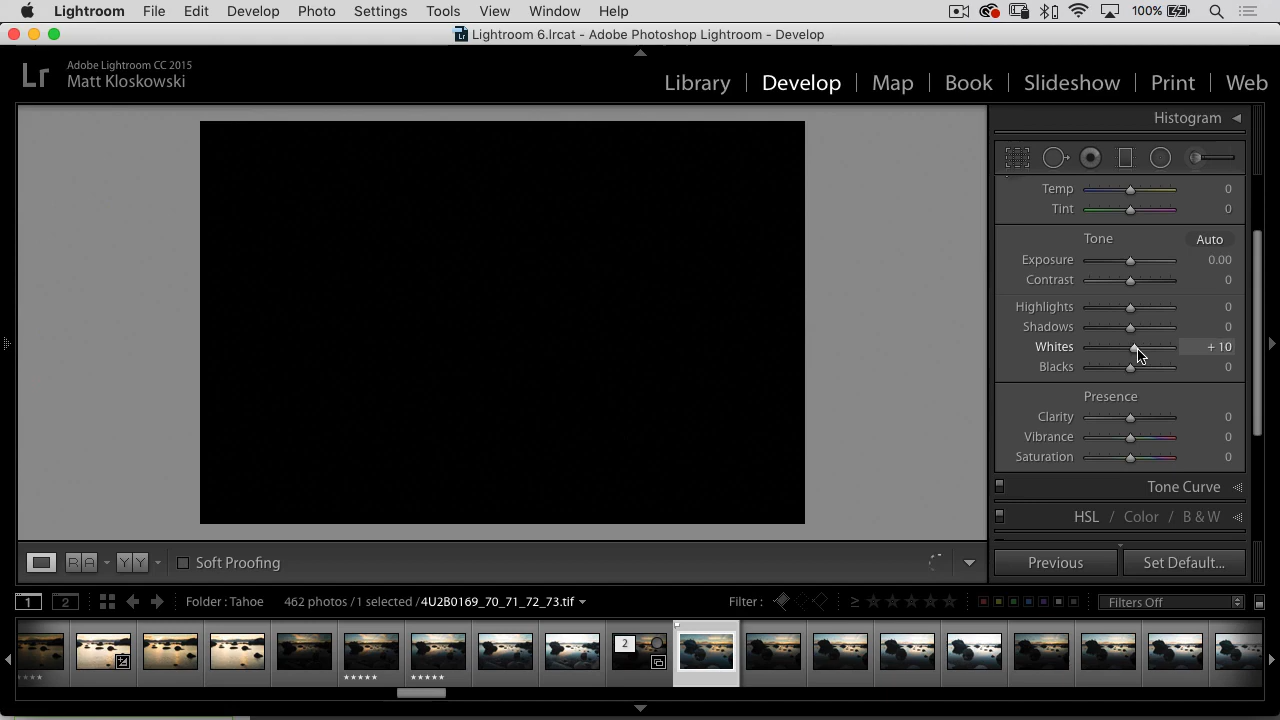 Lightroom File Edit Develop Photo Settings Tools View Window Help 100%
Lightroom 6.lrcat - Adobe Photoshop Lightroom - Develop
Lr Adobe Lightroom CC 2015
Matt Kloskowski
Library Develop Map Book Slideshow Print Web
Histogram
Temp 0
Tint 0
Tone Auto
Exposure 0.00
Contrast 0
Highlights 0
Shadows 0
Whites + 10
Blacks 0
Presence
Clarity 0
Vibrance 0
Saturation 0
Tone Curve
HSL / Color / B & W
R A Y Y Soft Proofing
Previous Set Default...
1 2 Folder : Tahoe 462 photos / 1 selected / 4U2B0169_70_71_72_73.tif Filter : Filters Off
2